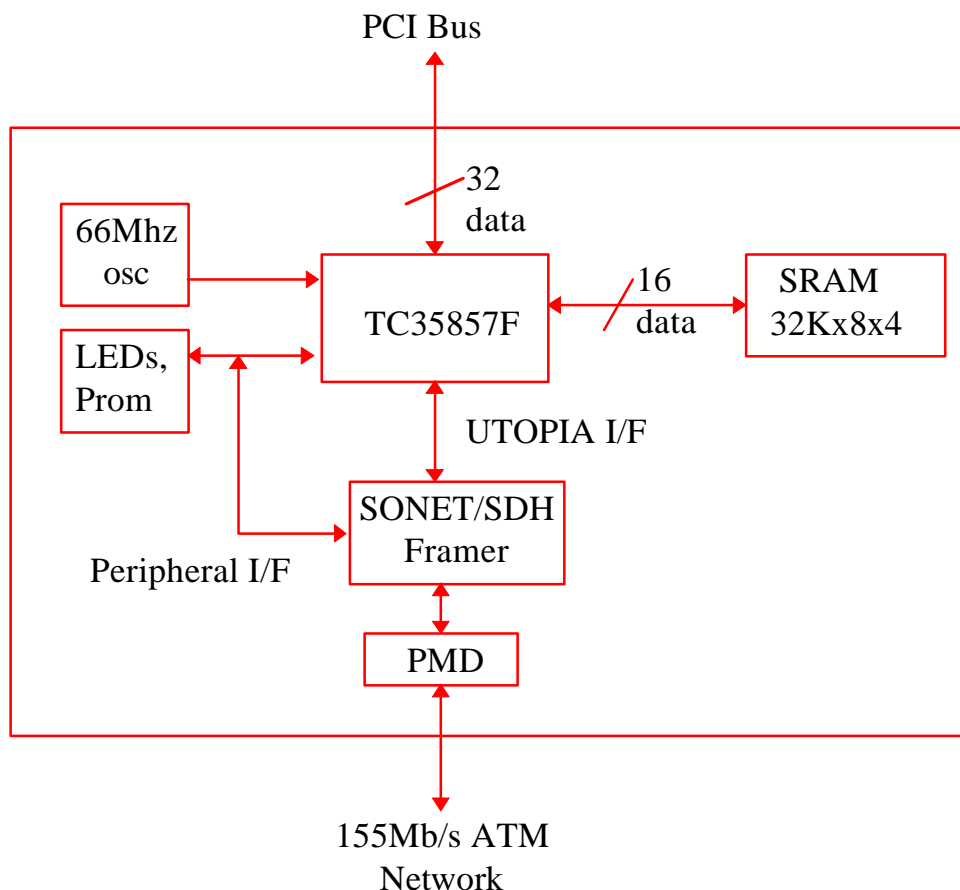 PCI Bus
32
data
66Mhz
osc
TC35857F
16
data
SRAM
32Kx8x4
LEDs,
Prom
UTOPIA I/F
SONET/SDH
Framer
Peripheral I/F
PMD
155Mb/s ATM
Network